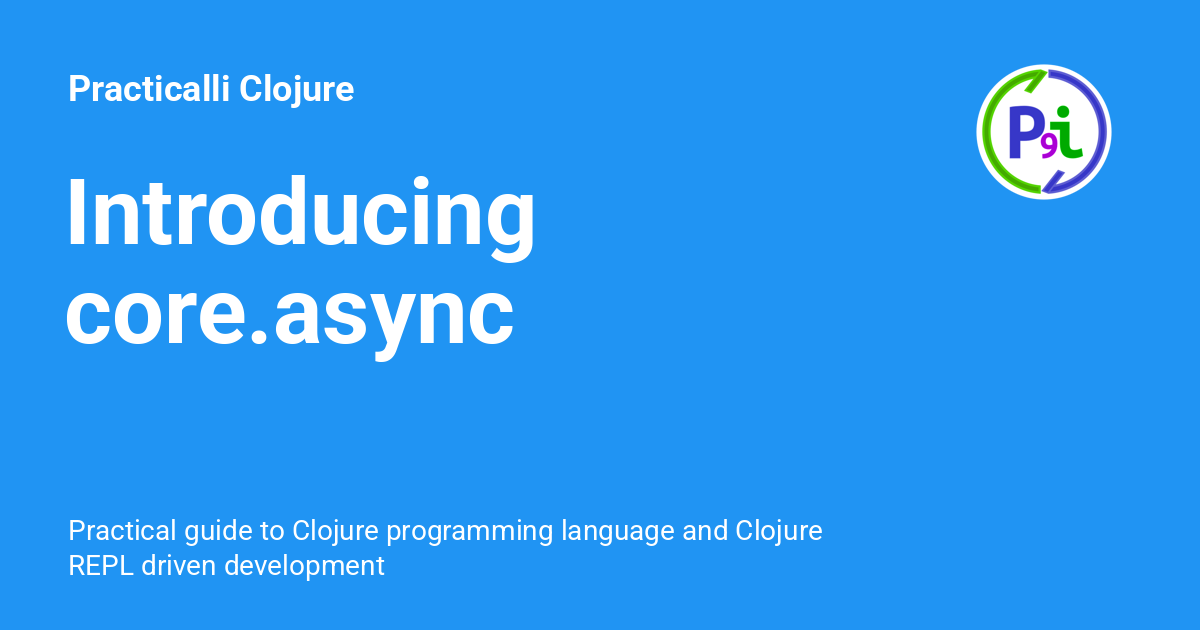 Practicalli Clojure
P9i
Introducing
core.async
Practical guide to Clojure programming language and Clojure
REPL driven development